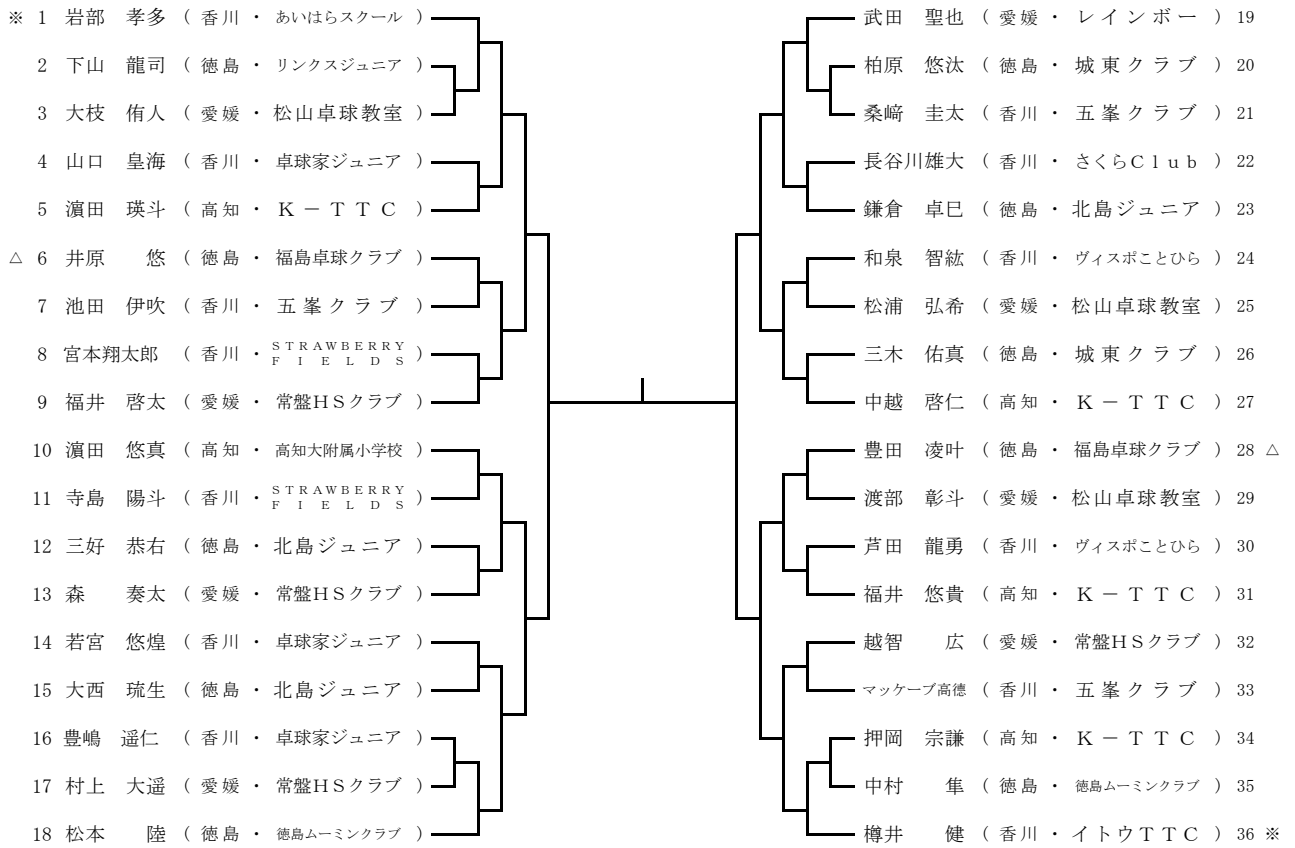 ※ 1 岩部 孝多 ( 香川 ・ あいはらスクール )
2 下山 龍司 ( 徳島 ・ リンクスジュニア )
3 大枝 侑人 ( 愛媛 ・ 松山卓球教室 )
4 山口 皇海 ( 香川 ・ 卓球家ジュニア )
5 濵田 瑛斗 ( 高知 ・ K－TTC )
△ 6 井原 悠 ( 徳島 ・ 福島卓球クラブ )
7 池田 伊吹 ( 香川 ・ 五峯クラブ )
8 宮本翔太郎 ( 香川 ・ STRAWBERRY FIELDS )
9 福井 啓太 ( 愛媛 ・ 常盤HSクラブ )
10 濵田 悠真 ( 高知 ・ 高知大附属小学校 )
11 寺島 陽斗 ( 香川 ・ STRAWBERRY FIELDS )
12 三好 恭右 ( 徳島 ・ 北島ジュニア )
13 森 奏太 ( 愛媛 ・ 常盤HSクラブ )
14 若宮 悠煌 ( 香川 ・ 卓球家ジュニア )
15 大西 琉生 ( 徳島 ・ 北島ジュニア )
16 豊嶋 遥仁 ( 香川 ・ 卓球家ジュニア )
17 村上 大遥 ( 愛媛 ・ 常盤HSクラブ )
18 松本 陸 ( 徳島 ・ 徳島ムーミンクラブ )
武田 聖也 ( 愛媛 ・ レインボー ) 19
柏原 悠汰 ( 徳島 ・ 城東クラブ ) 20
桑﨑 圭太 ( 香川 ・ 五峯クラブ ) 21
長谷川雄大 ( 香川 ・ さくらClub ) 22
鎌倉 卓巳 ( 徳島 ・ 北島ジュニア ) 23
和泉 智紘 ( 香川 ・ ヴィスポことひら ) 24
松浦 弘希 ( 愛媛 ・ 松山卓球教室 ) 25
三木 佑真 ( 徳島 ・ 城東クラブ ) 26
中越 啓仁 ( 高知 ・ K－TTC ) 27
豊田 凌叶 ( 徳島 ・ 福島卓球クラブ ) 28 △
渡部 彰斗 ( 愛媛 ・ 松山卓球教室 ) 29
芦田 龍勇 ( 香川 ・ ヴィスポことひら ) 30
福井 悠貴 ( 高知 ・ K－TTC ) 31
越智 広 ( 愛媛 ・ 常盤HSクラブ ) 32
マッケーブ高徳 ( 香川 ・ 五峯クラブ ) 33
押岡 宗謙 ( 高知 ・ K－TTC ) 34
中村 隼 ( 徳島 ・ 徳島ムーミンクラブ ) 35
樽井 健 ( 香川 ・ イトウTTC ) 36 ※